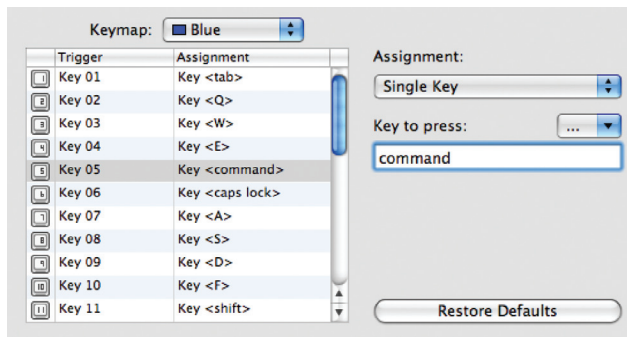 Keymap: Blue
Trigger Assignment
Key 01 Key <tab>
Key 02 Key <Q>
Key 03 Key <W>
Key 04 Key <E>
Key 05 Key <command>
Key 06 Key <caps lock>
Key 07 Key <A>
Key 08 Key <S>
Key 09 Key <D>
Key 10 Key <F>
Key 11 Key <shift>
Assignment:
Single Key
Key to press: ...
command
Restore Defaults